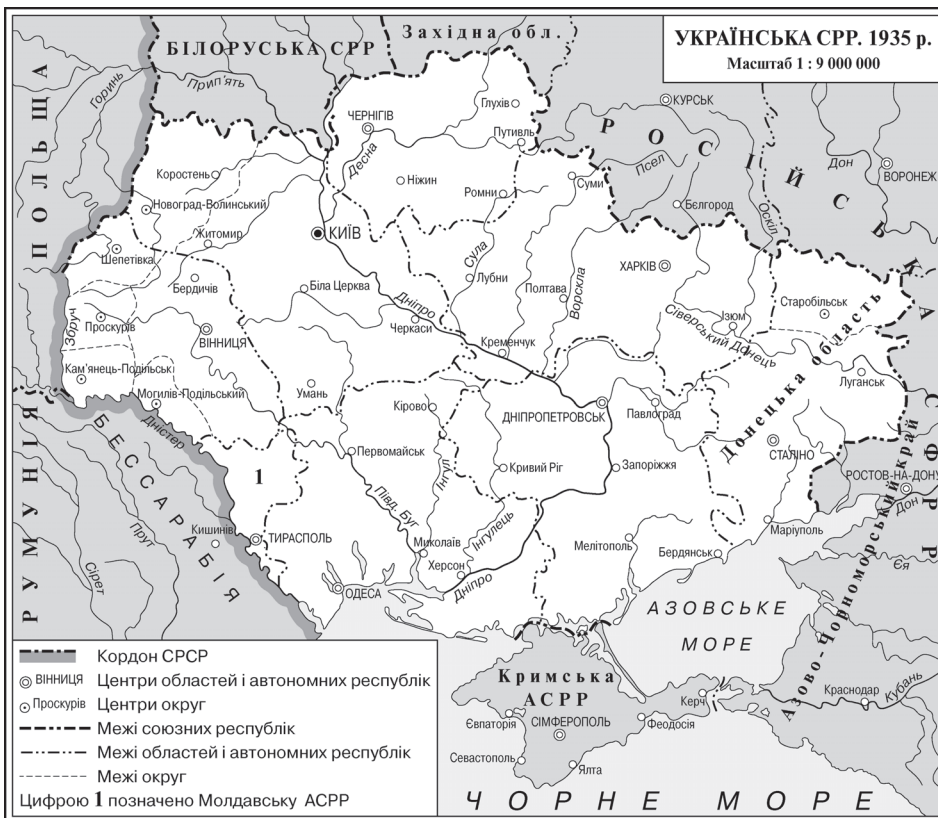 УКРАЇНСЬКА СРР. 1935 р.
Масштаб 1 : 9 000 000
БІЛОРУСЬКА СРР
Західна обл.
ПОЛЬЩА
РУМУНІЯ
БЕССАРАБІЯ
РОСІЙСЬКА СФРР
Горинь
Прип'ять
Глухів
КУРСЬК
ЧЕРНІГІВ
Путивль
Десна
Псел
Дон
ВОРОНЕЖ
Коростень
Ніжин
Ромни
Суми
Бєлгород
Оскіл
Новоград-Волинський
Житомир
КИЇВ
Шепетівка
Сула
ХАРКІВ
Бердичів
Біла Церква
Лубни
Полтава
Ворскла
Старобільськ
Збруч
Проскурів
ВІННИЦЯ
Дніпро
Черкаси
Сіверський Донець
Ізюм
Кременчук
Донецька область
Кам'янець-Подільськ
Могилів-Подільський
Умань
Луганськ
Кірово
ДНІПРОПЕТРОВСЬК
Павлоград
Дністер
Первомайськ
Інгул
СТАЛІНО
1
Кривий Ріг
Запоріжжя
РОСТОВ-НА-ДОНУ
Півд. Буг
Дон
Кишинів
ТИРАСПОЛЬ
Інгулець
Маріуполь
Прут
Миколаїв
Мелітополь
Бердянськ
Херсон
Дніпро
Сірет
ОДЕСА
Єя
АЗОВСЬКЕ
МОРЕ
Азово-Чорноморський край
Кримська
АСРР
Керч
Краснодар
Кубань
Євпаторія
СІМФЕРОПОЛЬ
Феодосія
Севастополь
Ялта
ЧОРНЕ МОРЕ
Кордон СРСР
ВІННИЦЯ Центри областей і автономних республік
Проскурів Центри округ
Межі союзних республік
Межі областей і автономних республік
Межі округ
Цифрою 1 позначено Молдавську АСРР